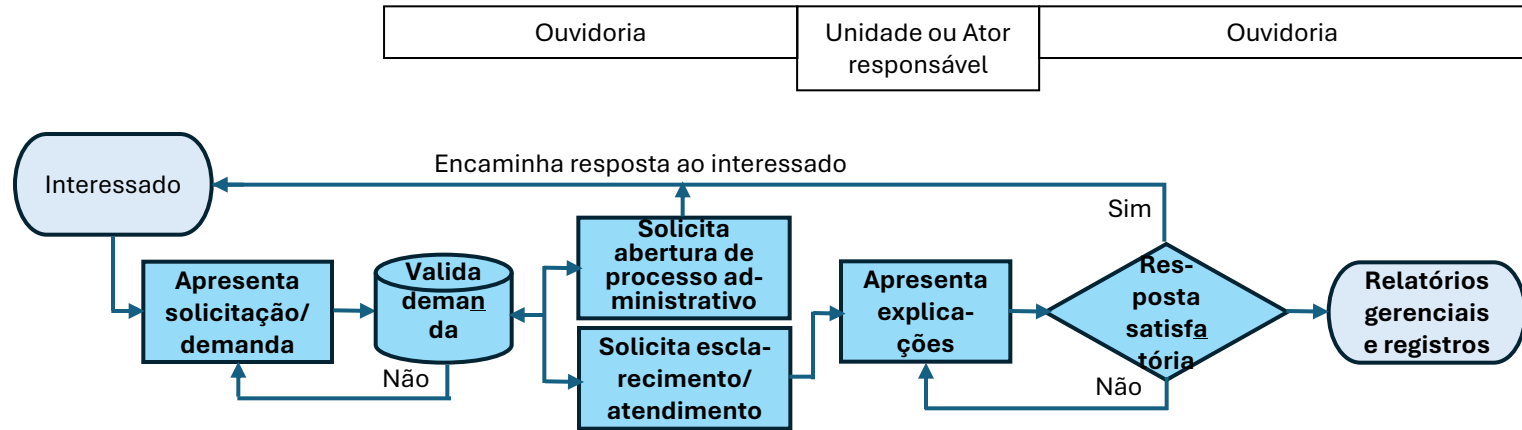 Ouvidoria
Unidade ou Ator
responsável
Ouvidoria
Encaminha resposta ao interessado
Interessado
Sim
Solicita
abertura de
processo ad-
ministrativo
Apresenta
solicitação/
demanda
Valida
deman
da
Apresenta
explica-
ções
Res-
posta
satisfa
tória
Relatórios
gerenciais
e registros
Solicita escla-
recimento/
atendimento
Não
Não